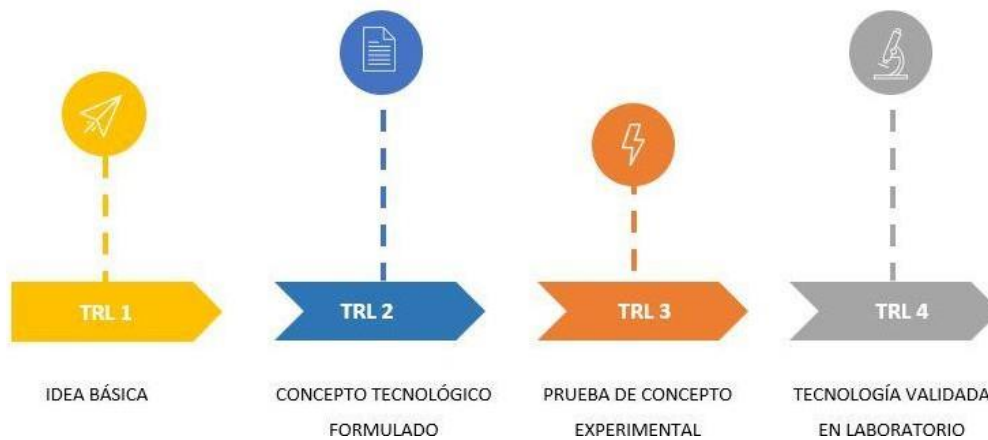 TRL 1
TRL 2
TRL 3
TRL 4
IDEA BÁSICA
CONCEPTO TECNOLÓGICO
FORMULADO
PRUEBA DE CONCEPTO
EXPERIMENTAL
TECNOLOGÍA VALIDADA
EN LABORATORIO